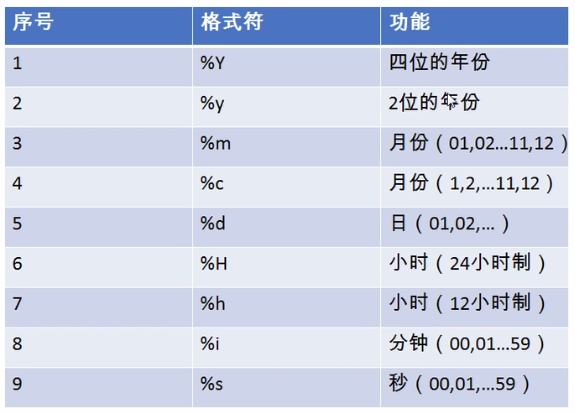 序号 格式符 功能
1 %Y 四位的年份
2 %y 2位的年份
3 %m 月份（01,02…11,12）
4 %c 月份（1,2,…11,12）
5 %d 日（01,02,…）
6 %H 小时（24小时制）
7 %h 小时（12小时制）
8 %i 分钟（00,01…59）
9 %s 秒（00,01,…59）